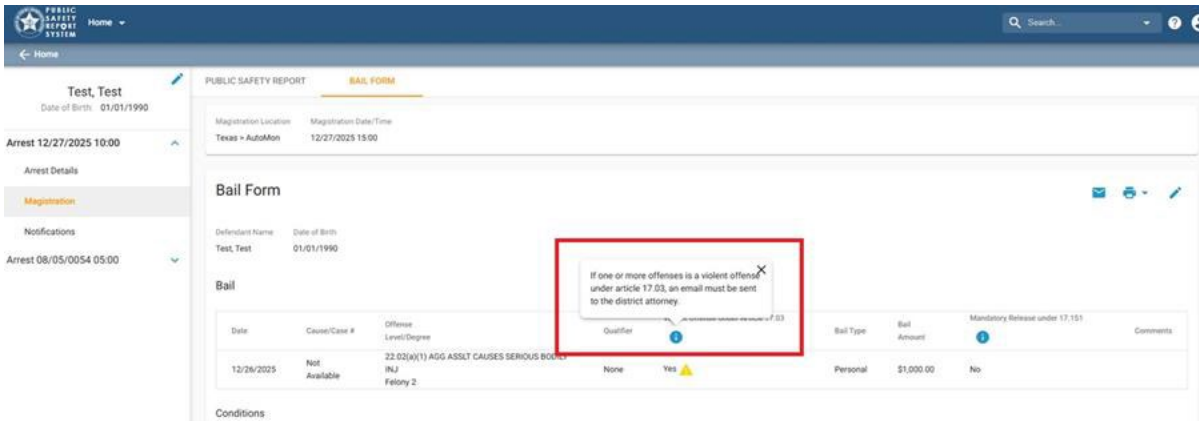 PUBLIC
SAFETY
REPORT
SYSTEM
Home
Search...
Home
Test, Test
Date of Birth: 01/01/1990
Arrest 12/27/2025 10:00
Arrest Details
Magistration
Notifications
Arrest 08/05/0054 05:00
PUBLIC SAFETY REPORT BAIL FORM
Magistration Location Magistration Date/Time
Texas > AutoMon 12/27/2025 15:00
Bail Form
Defendant Name Date of Birth
Test, Test 01/01/1990
If one or more offenses is a violent offense
under article 17.03, an email must be sent
to the district attorney.
Bail
Date Cause/Case # Offense Level/Degree Qualifier 17.03 Bail Type Bail Amount Mandatory Release under 17.151 Comments
12/26/2025 Not Available 22.02(a)(1) AGG ASSLT CAUSES SERIOUS BODILY INJ Felony 2 None Yes Personal $1,000.00 No
Conditions